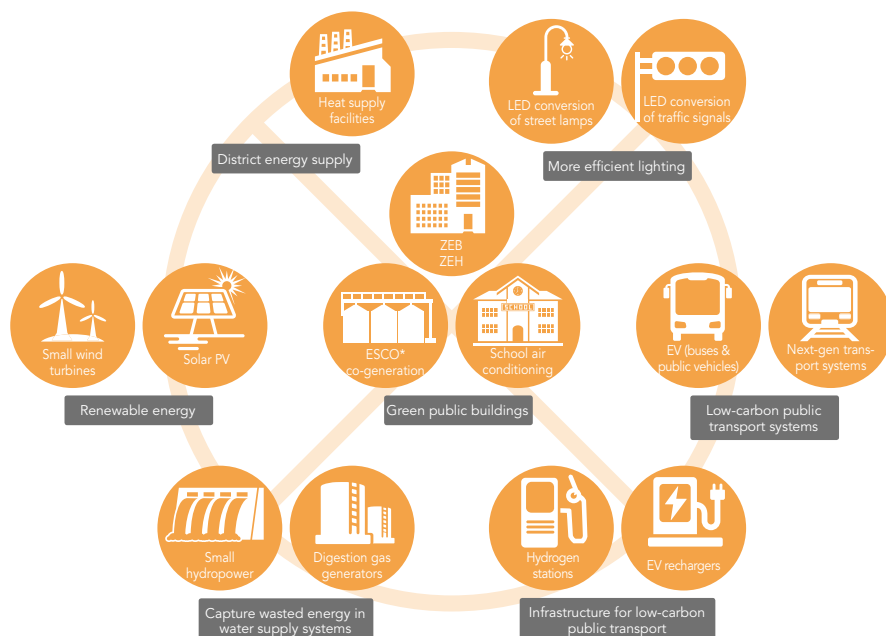 Heat supply
facilities
LED conversion
of street lamps
LED conversion
of traffic signals
District energy supply
More efficient lighting
ZEB
ZEH
Small wind
turbines
Solar PV
ESCO*
co-generation
SCHOOL
School air
conditioning
EV (buses &
public vehicles)
Next-gen trans-
port systems
Renewable energy
Green public buildings
Low-carbon public
transport systems
Small
hydropower
Digestion gas
generators
Hydrogen
stations
EV rechargers
Capture wasted energy in
water supply systems
Infrastructure for low-carbon
public transport